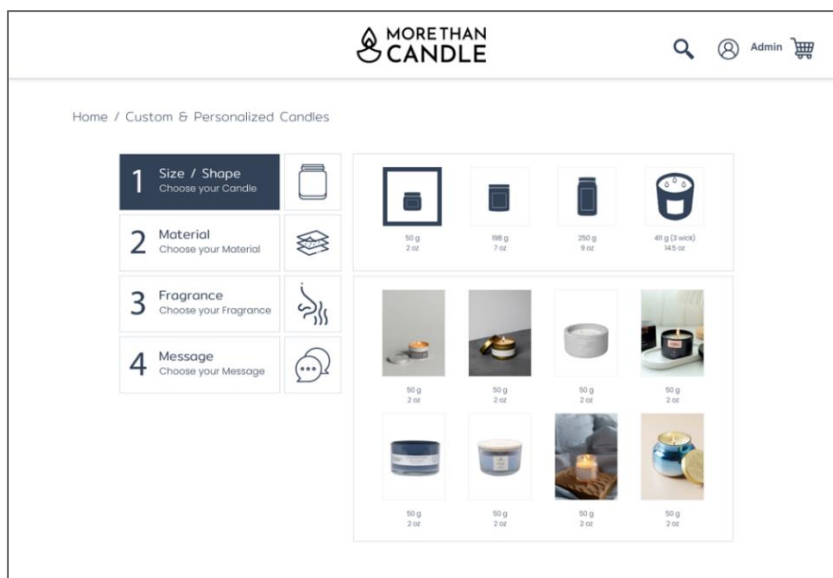 MORE THAN
CANDLE
Admin
Home / Custom & Personalized Candles
1 Size / Shape
Choose your Candle
2 Material
Choose your Material
3 Fragrance
Choose your Fragrance
4 Message
Choose your Message
50 g 198 g 250 g 411 g (3 wick)
2 oz 7 oz 9 oz 14.5 oz
50 g 50 g 50 g 50 g
2 oz 2 oz 2 oz 2 oz
50 g 50 g 50 g 50 g
2 oz 2 oz 2 oz 2 oz